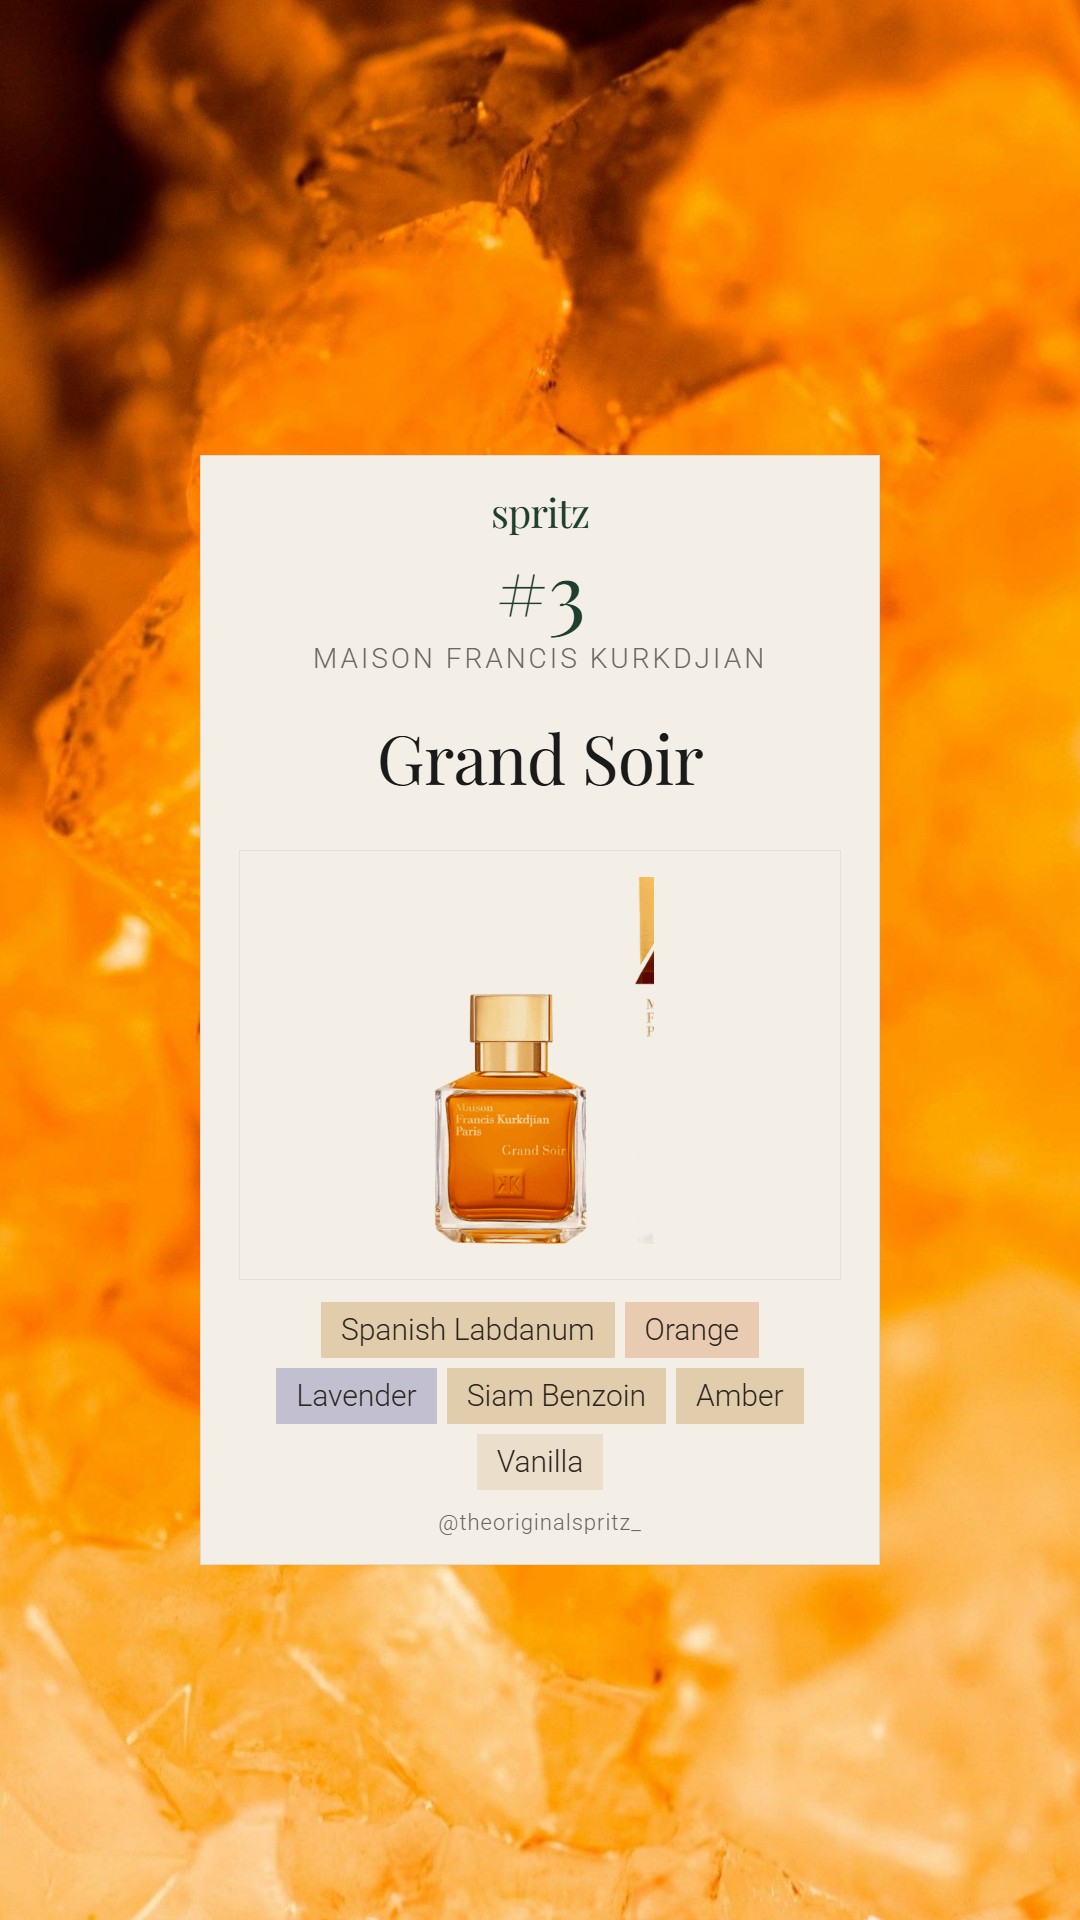 spritz
#3
MAISON FRANCIS KURKDJIAN
Grand Soir
M
F
P
Maison
Francis Kurkdjian
Paris
Grand Soir
Spanish Labdanum Orange
Lavender Siam Benzoin Amber
Vanilla
@theoriginalspritz_